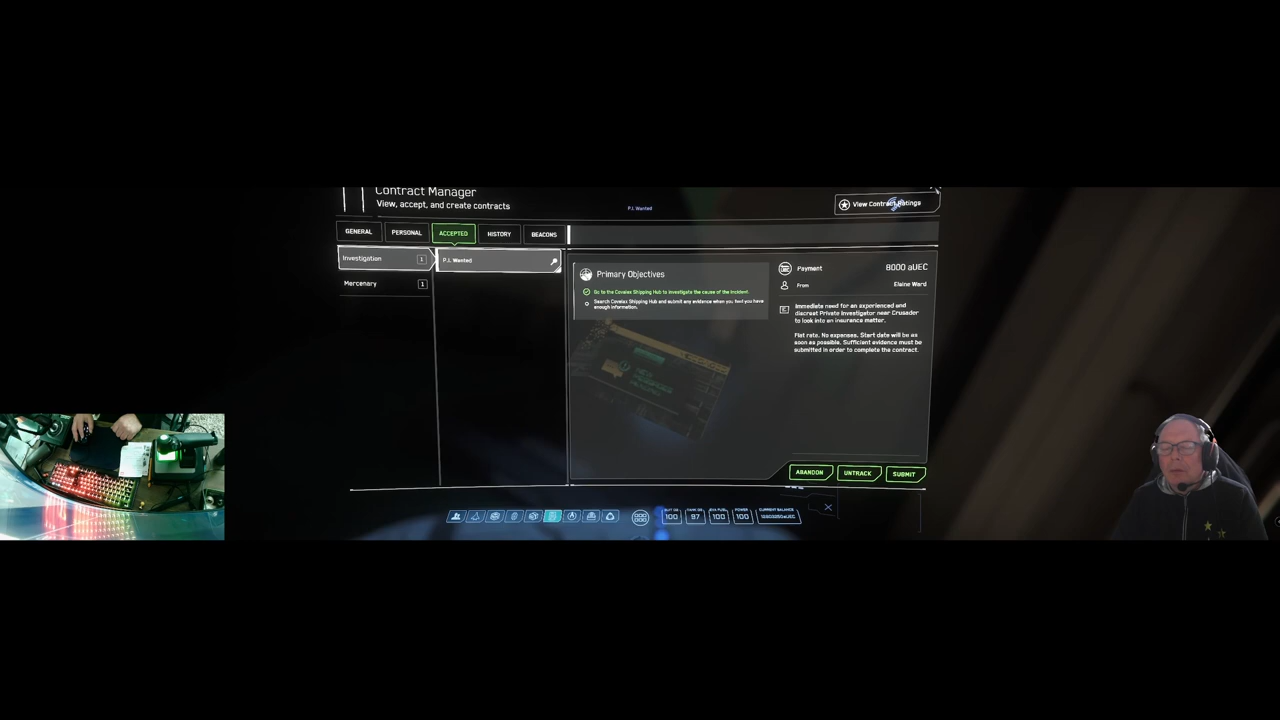 Contract Manager
View, accept, and create contracts
P.I. Wanted
View Contract Ratings
GENERAL
PERSONAL
ACCEPTED
HISTORY
BEACONS
Investigation
1
P.I. Wanted
Mercenary
1
Primary Objectives
Go to the Covalex Shipping Hub to investigate the cause of the incident.
Search Covalex Shipping Hub and submit any evidence when you feel you have
enough information.
Payment
8000 aUEC
From
Elaine Ward
Immediate need for an experienced and
discreet Private Investigator near Crusader
to look into an insurance matter.
Flat rate. No expenses. Start date will be as
soon as possible. Sufficient evidence must be
submitted in order to complete the contract.
ABANDON
UNTRACK
SUBMIT
100
97
EVA FUEL
100
POWER
100
CURRENT BALANCE